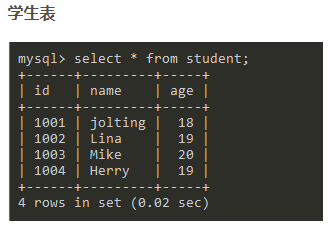 学生表
mysql> select * from student;
+------+---------+-----+
| id   | name    | age |
+------+---------+-----+
| 1001 | jolting |  18 |
| 1002 | Lina    |  19 |
| 1003 | Mike    |  20 |
| 1004 | Herry   |  19 |
+------+---------+-----+
4 rows in set (0.02 sec)